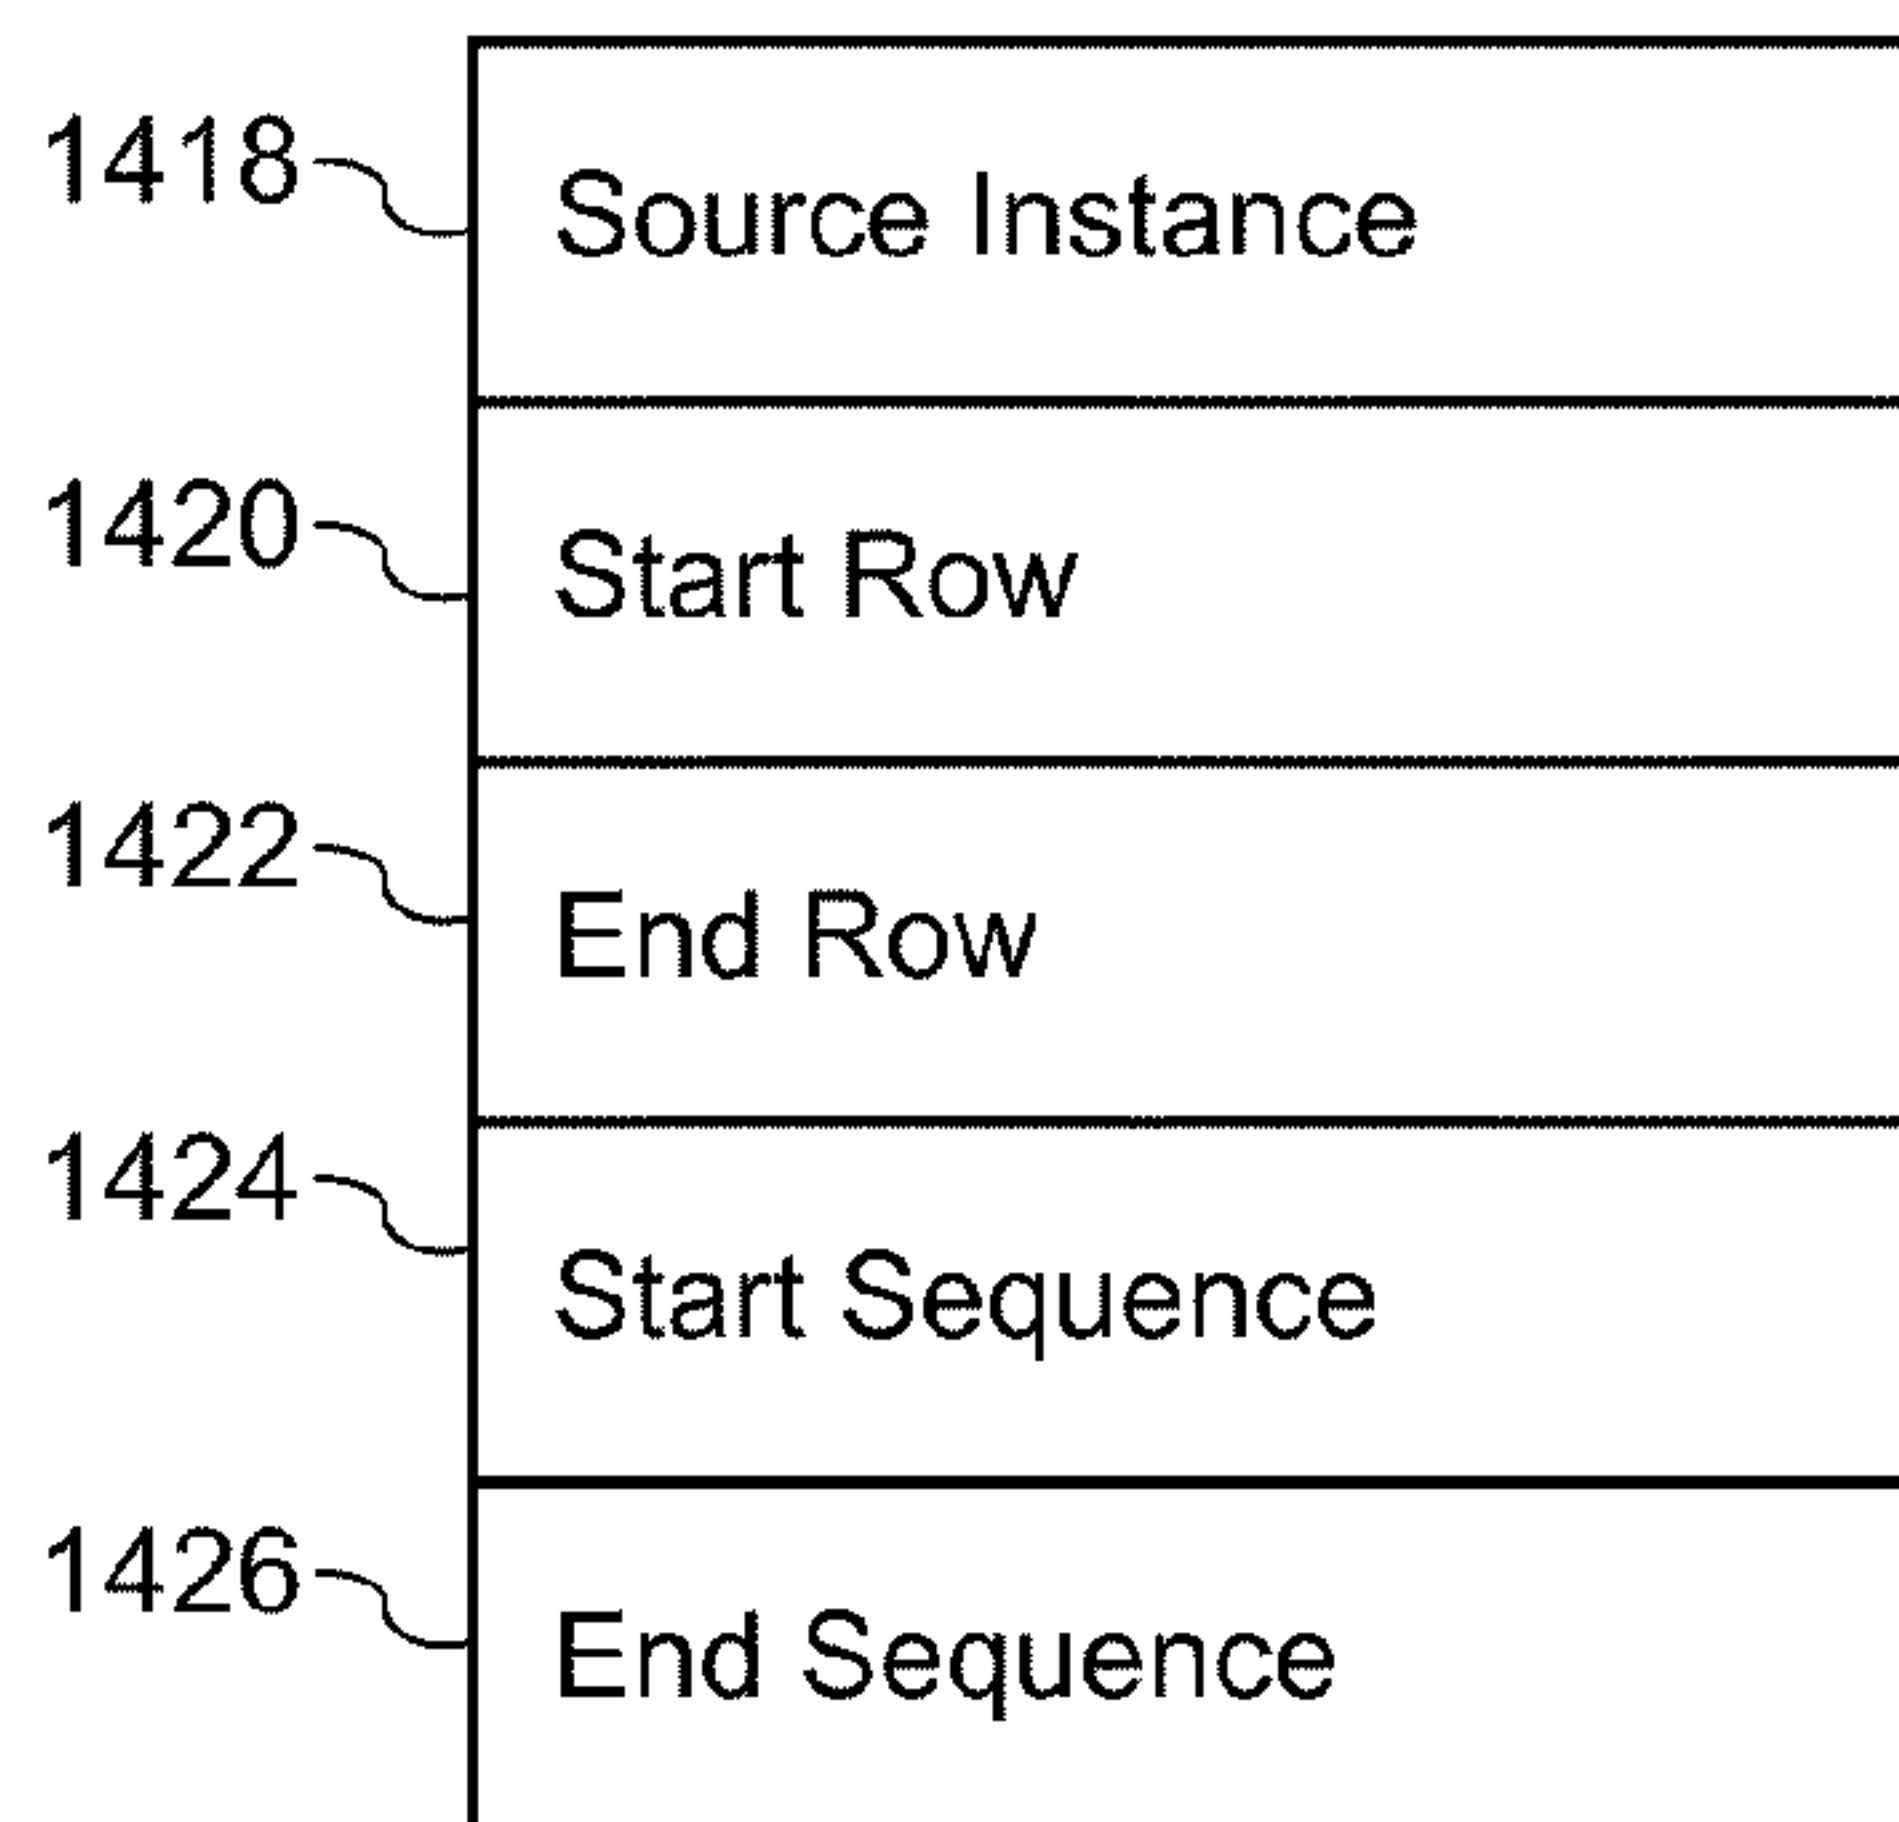 1418 Source Instance
1420 Start Row
1422 End Row
1424 Start Sequence
1426 End Sequence